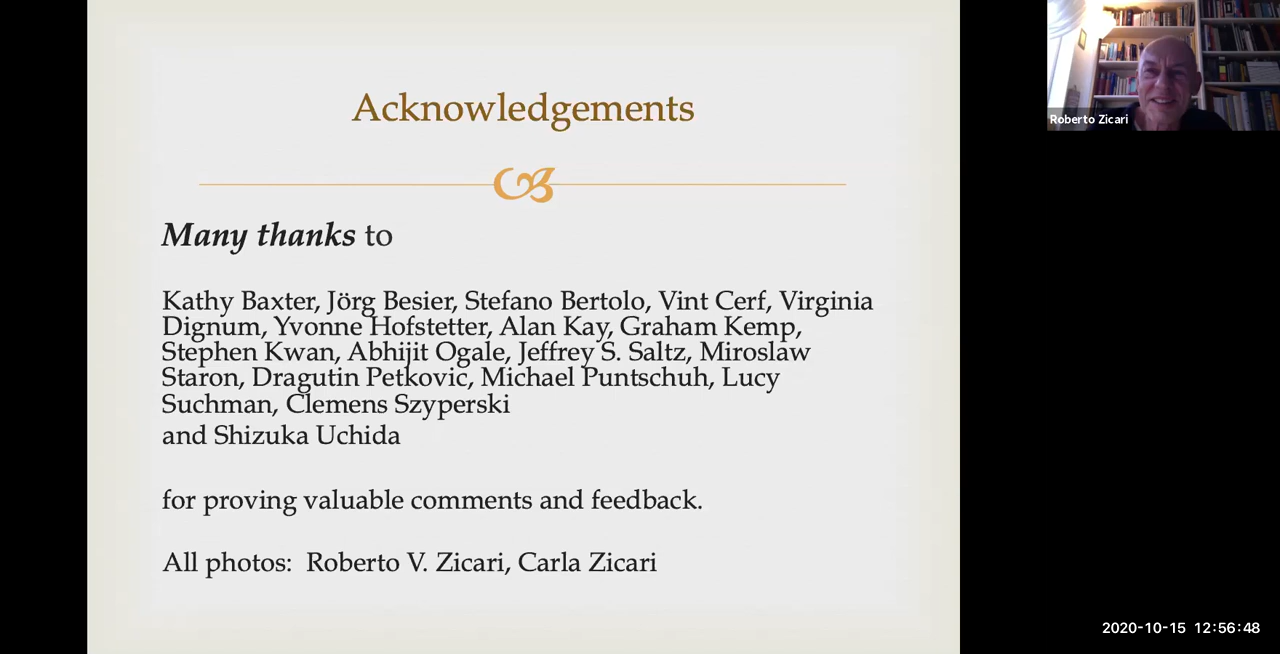 Acknowledgements
Many thanks to
Kathy Baxter, Jörg Besier, Stefano Bertolo, Vint Cerf, Virginia
Dignum, Yvonne Hofstetter, Alan Kay, Graham Kemp,
Stephen Kwan, Abhijit Ogale, Jeffrey S. Saltz, Miroslaw
Staron, Dragutin Petkovic, Michael Puntschuh, Lucy
Suchman, Clemens Szyperski
and Shizuka Uchida
for proving valuable comments and feedback.
All photos: Roberto V. Zicari, Carla Zicari
Roberto Zicari
2020-10-15 12:56:48